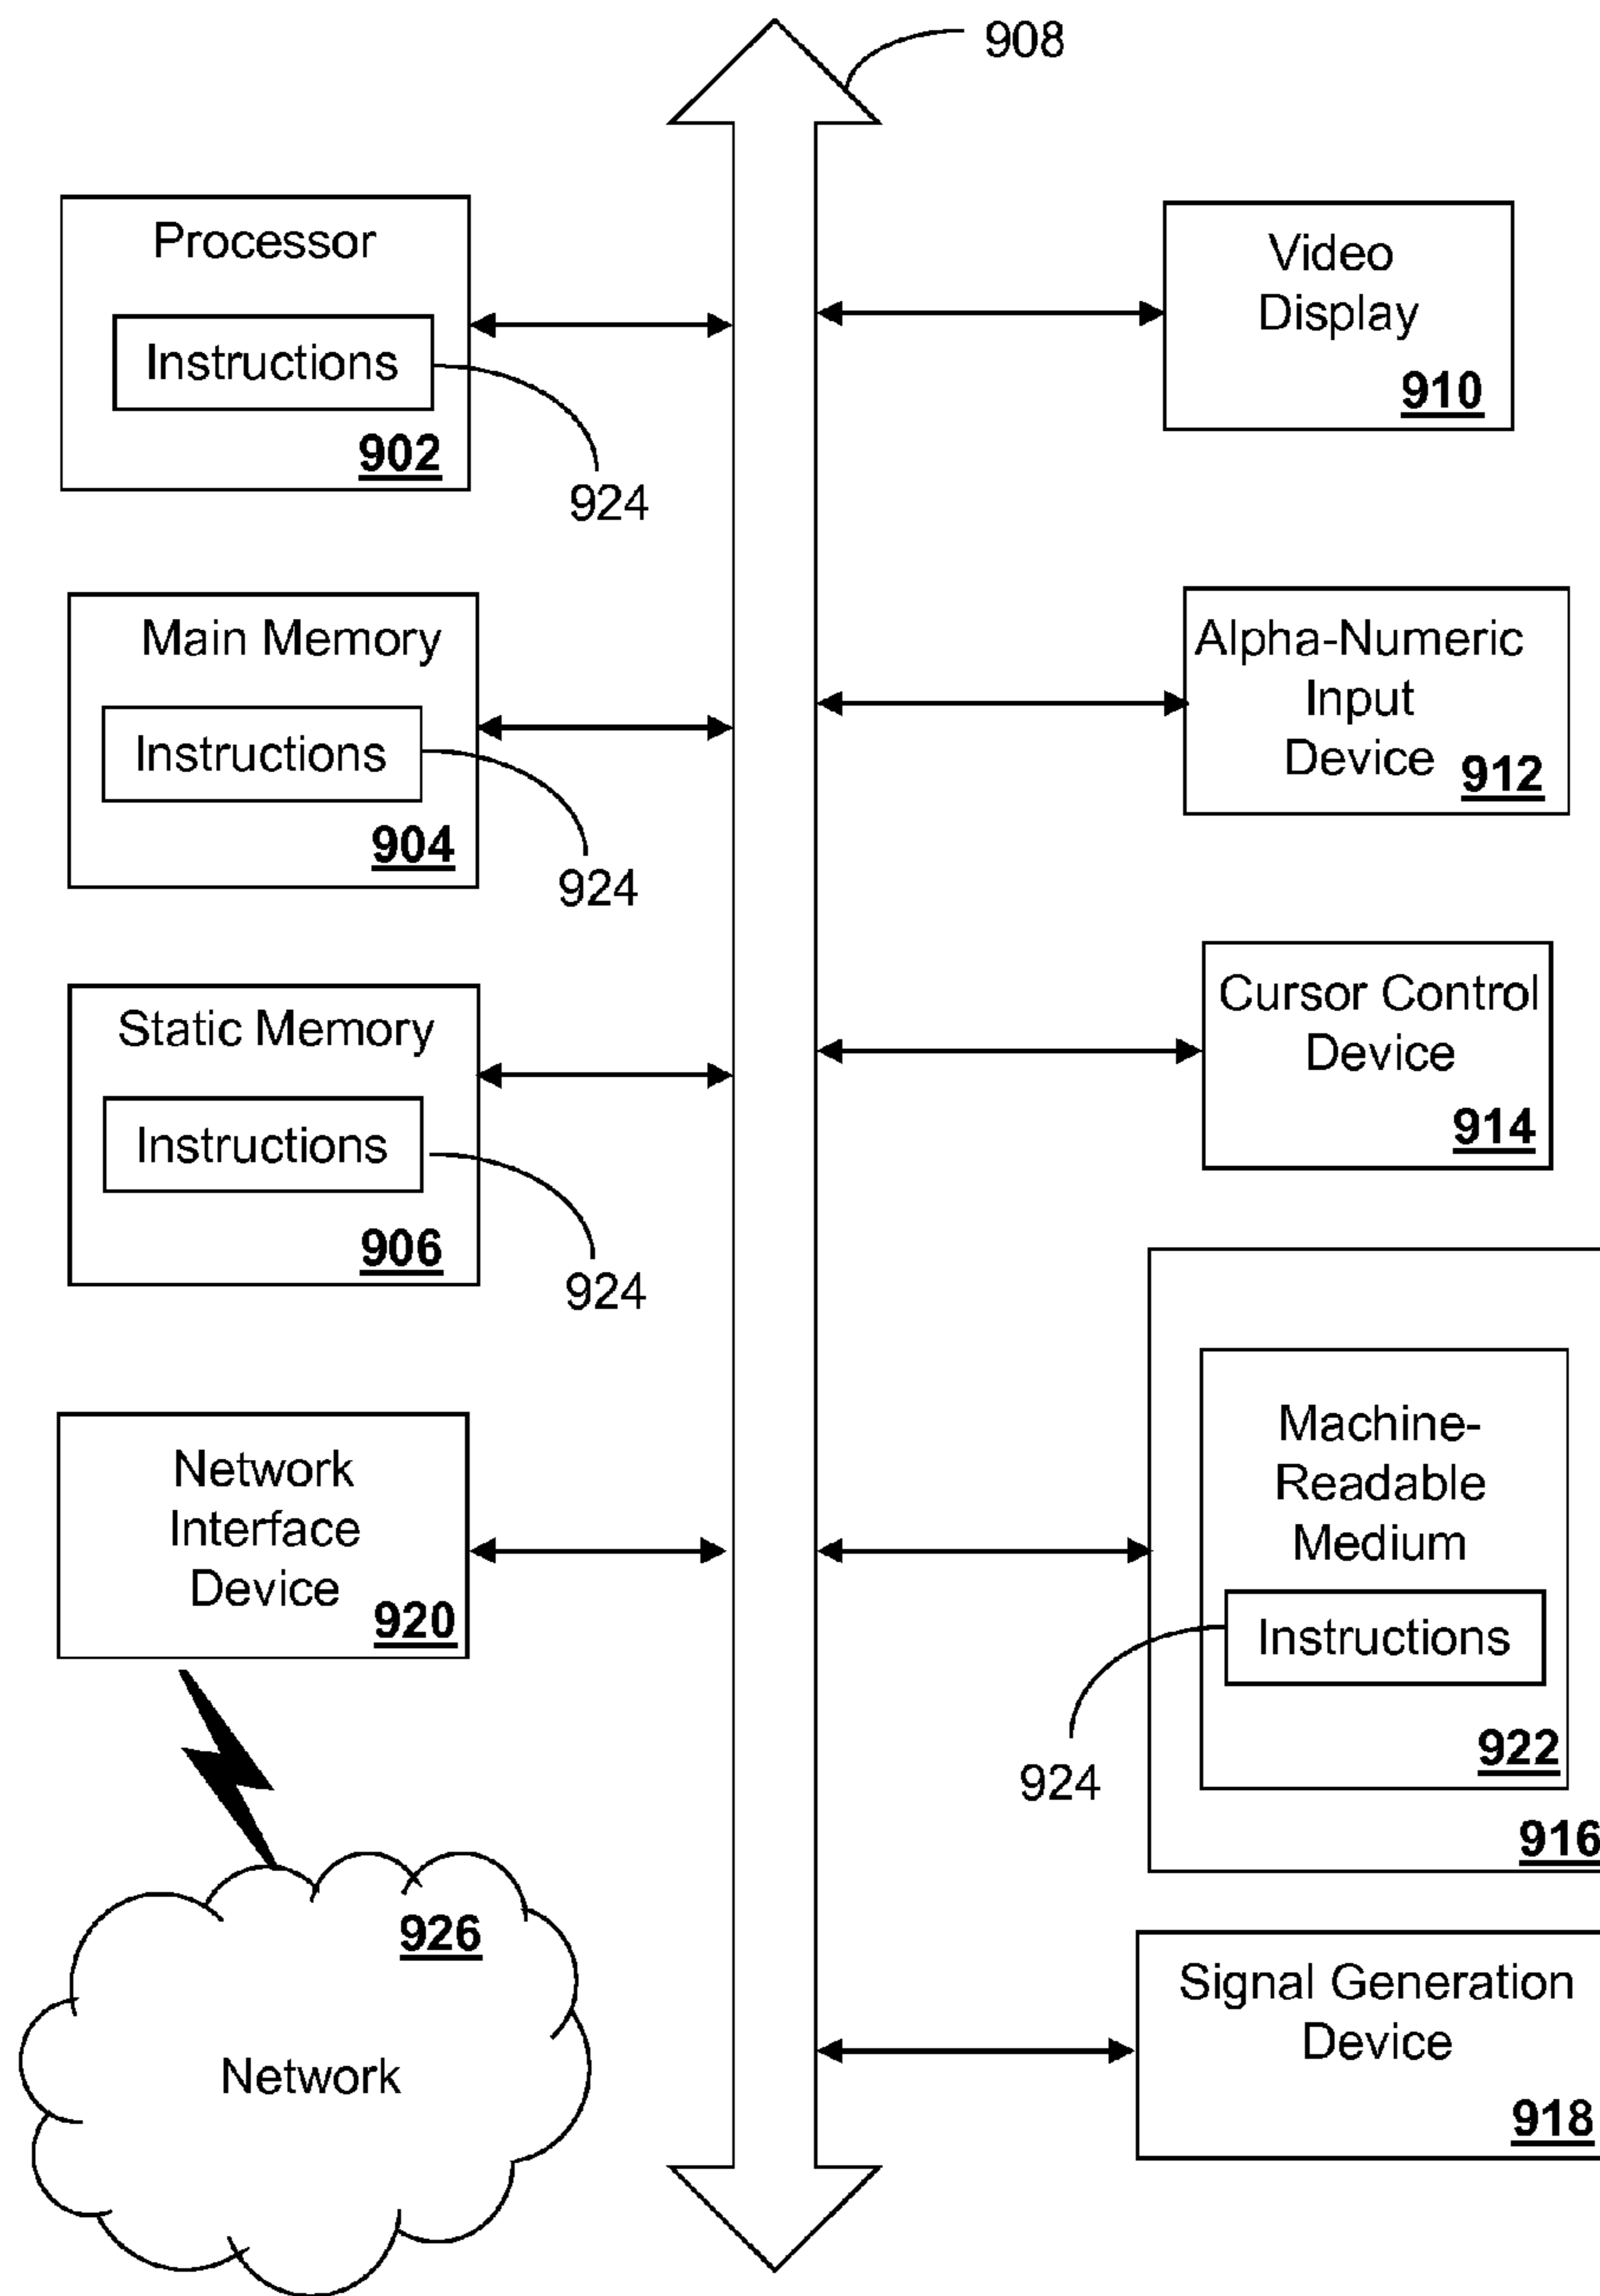 908
Processor
Instructions
902
924
Video
Display
910
Main Memory
Instructions
904
924
Alpha-Numeric
Input
Device
912
Static Memory
Instructions
906
924
Cursor Control
Device
914
Network
Interface
Device
920
Machine-
Readable
Medium
Instructions
922
924
916
926
Network
Signal Generation
Device
918